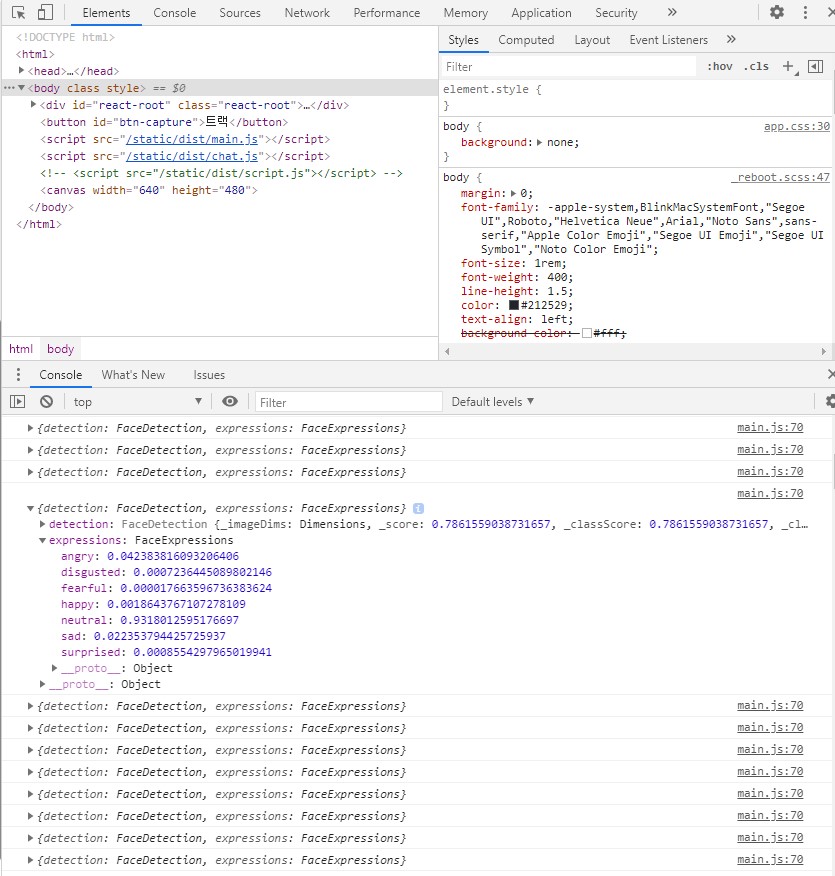 Elements Console Sources Network Performance Memory Application Security »
<!DOCTYPE html>
<html>
<head>…</head>
<body class style> == $0
<div id="react-root" class="react-root">…</div>
<button id="btn-capture">트랙</button>
<script src="/static/dist/main.js"></script>
<script src="/static/dist/chat.js"></script>
<!-- <script src="/static/dist/script.js"></script> -->
<canvas width="640" height="480">
</body>
</html>
html body
Styles Computed Layout Event Listeners »
Filter :hov .cls +
element.style {
}
body { app.css:30
background: none;
}
body { _reboot.scss:47
margin: 0;
font-family: -apple-system,BlinkMacSystemFont,"Segoe
UI",Roboto,"Helvetica Neue",Arial,"Noto Sans",sans-
serif,"Apple Color Emoji","Segoe UI Emoji","Segoe UI
Symbol","Noto Color Emoji";
font-size: 1rem;
font-weight: 400;
line-height: 1.5;
color: #212529;
text-align: left;
background-color: #fff;
Console What's New Issues
top Filter Default levels
{detection: FaceDetection, expressions: FaceExpressions} main.js:70
{detection: FaceDetection, expressions: FaceExpressions} main.js:70
{detection: FaceDetection, expressions: FaceExpressions} main.js:70
main.js:70
{detection: FaceDetection, expressions: FaceExpressions} i
detection: FaceDetection {_imageDims: Dimensions, _score: 0.7861559038731657, _classScore: 0.7861559038731657, _cl…
expressions: FaceExpressions
angry: 0.042383816093206406
disgusted: 0.0007236445089802146
fearful: 0.000017663596736383624
happy: 0.0018643767107278109
neutral: 0.9318012595176697
sad: 0.022353794425725937
surprised: 0.0008554297965019941
__proto__: Object
__proto__: Object
{detection: FaceDetection, expressions: FaceExpressions} main.js:70
{detection: FaceDetection, expressions: FaceExpressions} main.js:70
{detection: FaceDetection, expressions: FaceExpressions} main.js:70
{detection: FaceDetection, expressions: FaceExpressions} main.js:70
{detection: FaceDetection, expressions: FaceExpressions} main.js:70
{detection: FaceDetection, expressions: FaceExpressions} main.js:70
{detection: FaceDetection, expressions: FaceExpressions} main.js:70
{detection: FaceDetection, expressions: FaceExpressions} main.js:70